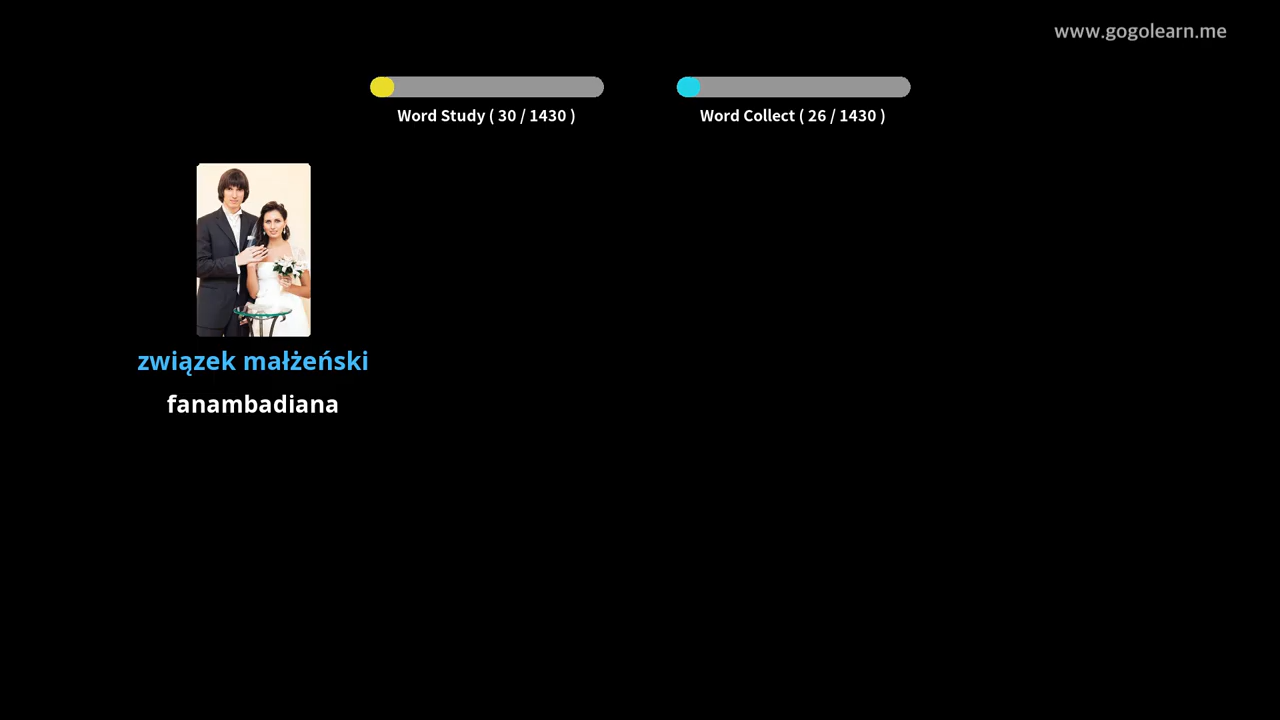 www.gogolearn.me
Word Study ( 30 / 1430 )
Word Collect ( 26 / 1430 )
związek małżeński
fanambadiana